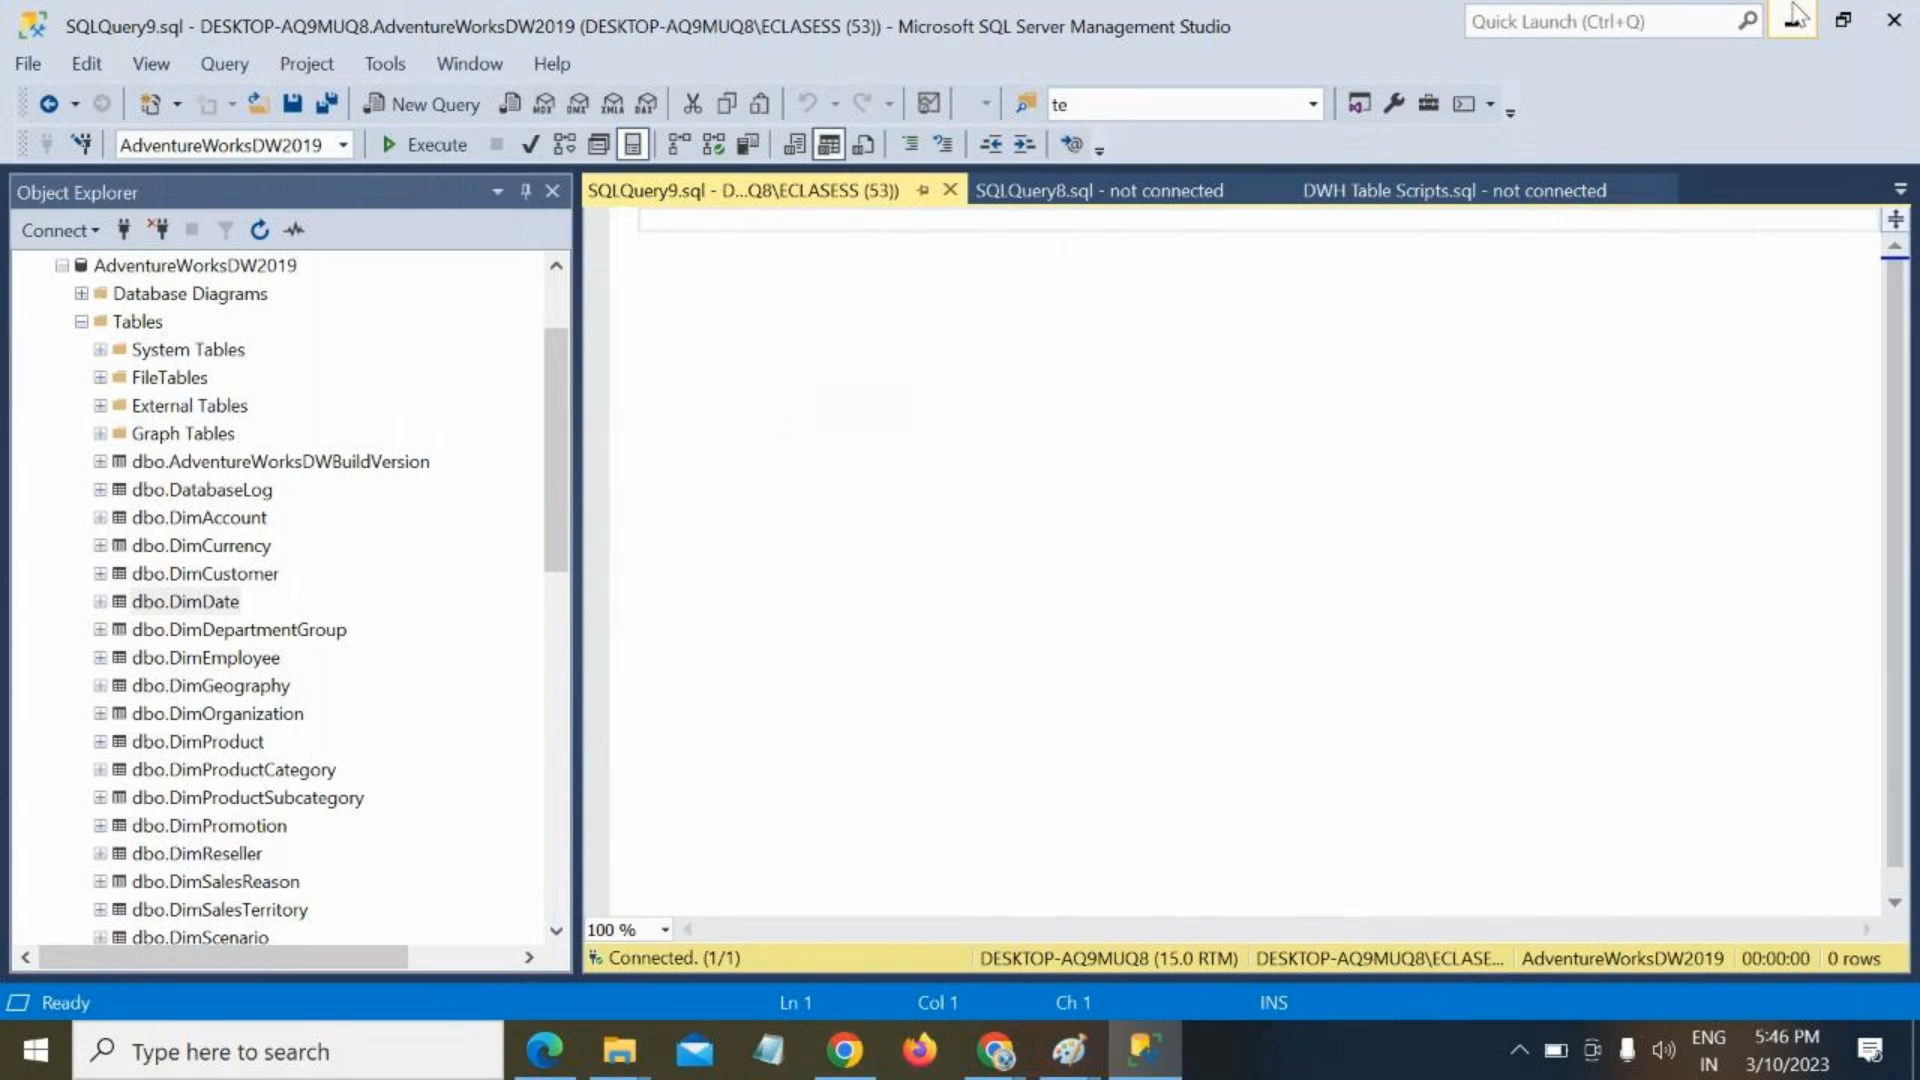 SQLQuery9.sql - DESKTOP-AQ9MUQ8.AdventureWorksDW2019 (DESKTOP-AQ9MUQ8\ECLASESS (53)) - Microsoft SQL Server Management Studio
Quick Launch (Ctrl+Q)
File Edit View Query Project Tools Window Help
New Query MDX DMX XMLA DAX te
AdventureWorksDW2019 Execute
Object Explorer
SQLQuery9.sql - D...Q8\ECLASESS (53)) SQLQuery8.sql - not connected DWH Table Scripts.sql - not connected
Connect
AdventureWorksDW2019
Database Diagrams
Tables
System Tables
FileTables
External Tables
Graph Tables
dbo.AdventureWorksDWBuildVersion
dbo.DatabaseLog
dbo.DimAccount
dbo.DimCurrency
dbo.DimCustomer
dbo.DimDate
dbo.DimDepartmentGroup
dbo.DimEmployee
dbo.DimGeography
dbo.DimOrganization
dbo.DimProduct
dbo.DimProductCategory
dbo.DimProductSubcategory
dbo.DimPromotion
dbo.DimReseller
dbo.DimSalesReason
dbo.DimSalesTerritory
dbo.DimScenario
100 %
Connected. (1/1) DESKTOP-AQ9MUQ8 (15.0 RTM) DESKTOP-AQ9MUQ8\ECLASE... AdventureWorksDW2019 00:00:00 0 rows
Ready Ln 1 Col 1 Ch 1 INS
Type here to search
ENG
IN
5:46 PM
3/10/2023